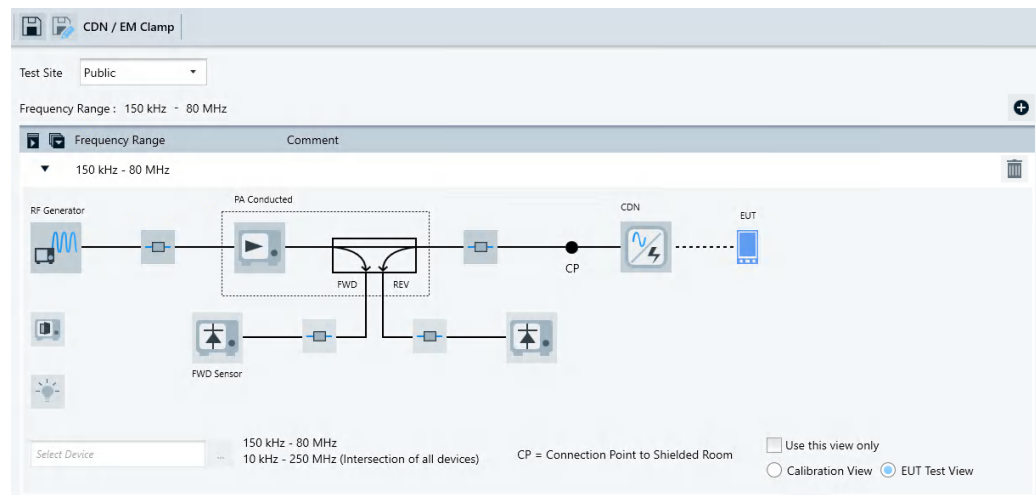 CDN / EM Clamp
Test Site Public
Frequency Range : 150 kHz - 80 MHz
Frequency Range Comment
150 kHz - 80 MHz
RF Generator
PA Conducted
CDN
EUT
CP
FWD REV
FWD Sensor
Select Device ...
150 kHz - 80 MHz
10 kHz - 250 MHz (Intersection of all devices)
CP = Connection Point to Shielded Room
Use this view only
Calibration View EUT Test View